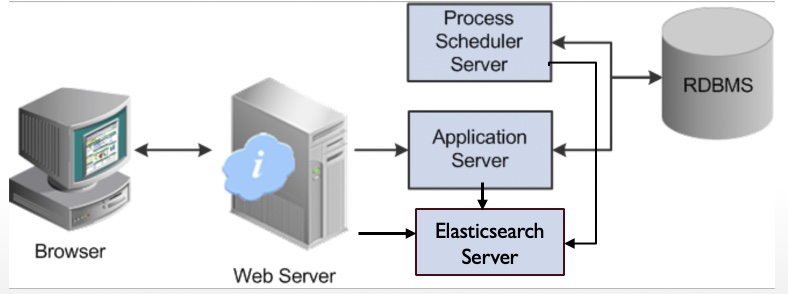 Process
Scheduler
Server
RDBMS
Application
Server
i
Elasticsearch
Server
Browser
Web Server